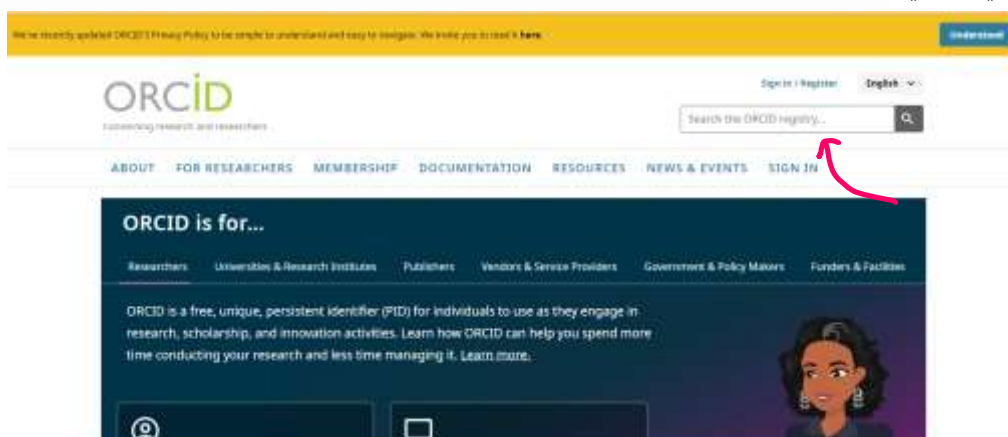 We've recently updated ORCID'S Privacy Policy to be simple to understand and easy to navigate. We invite you to read it here.
Understood
ORCiD
Connecting research and researchers
Sign in / Register
English
Search the ORCID registry...
ABOUT FOR RESEARCHERS MEMBERSHIP DOCUMENTATION RESOURCES NEWS & EVENTS SIGN IN
ORCID is for...
Researchers Universities & Research Institutes Publishers Vendors & Service Providers Government & Policy Makers Funders & Facilities
ORCID is a free, unique, persistent identifier (PID) for individuals to use as they engage in
research, scholarship, and innovation activities. Learn how ORCID can help you spend more
time conducting your research and less time managing it. Learn more.